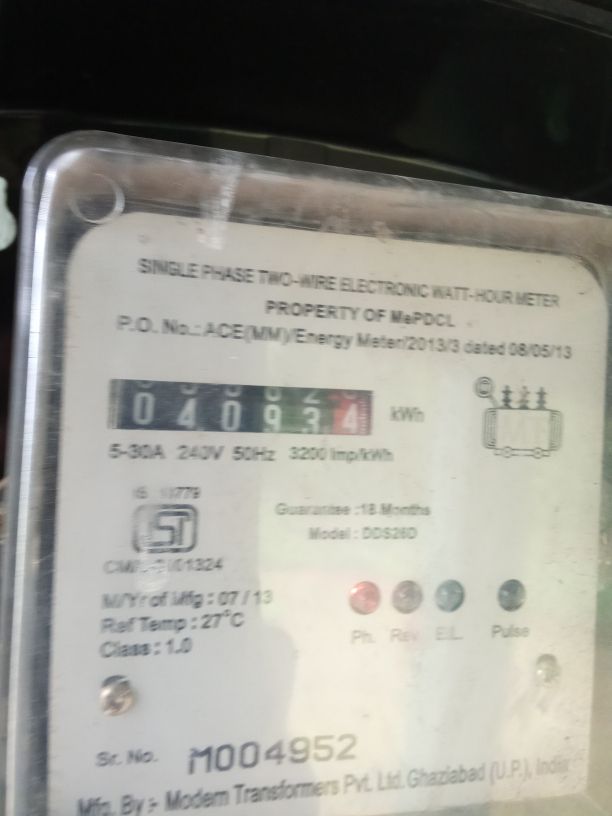 SINGLE PHASE TWO-WIRE ELECTRONIC WATT-HOUR METER
PROPERTY OF MePDCL
P.O. No.: ACE(MM)/Energy Meter/2013/3 dated 08/05/13
040934 kWh
5-30A 240V 50Hz 3200 Imp/kWh
Guarantee : 18 Months
Model : DDS26D
M/Yr of Mfg : 07 / 13
Ref Temp : 27°C
Class : 1.0
Ph. Rev. E.L. Pulse
Sr. No. M004952
Mfg. By :- Modern Transformers Pvt. Ltd. Ghaziabad (U.P.), India